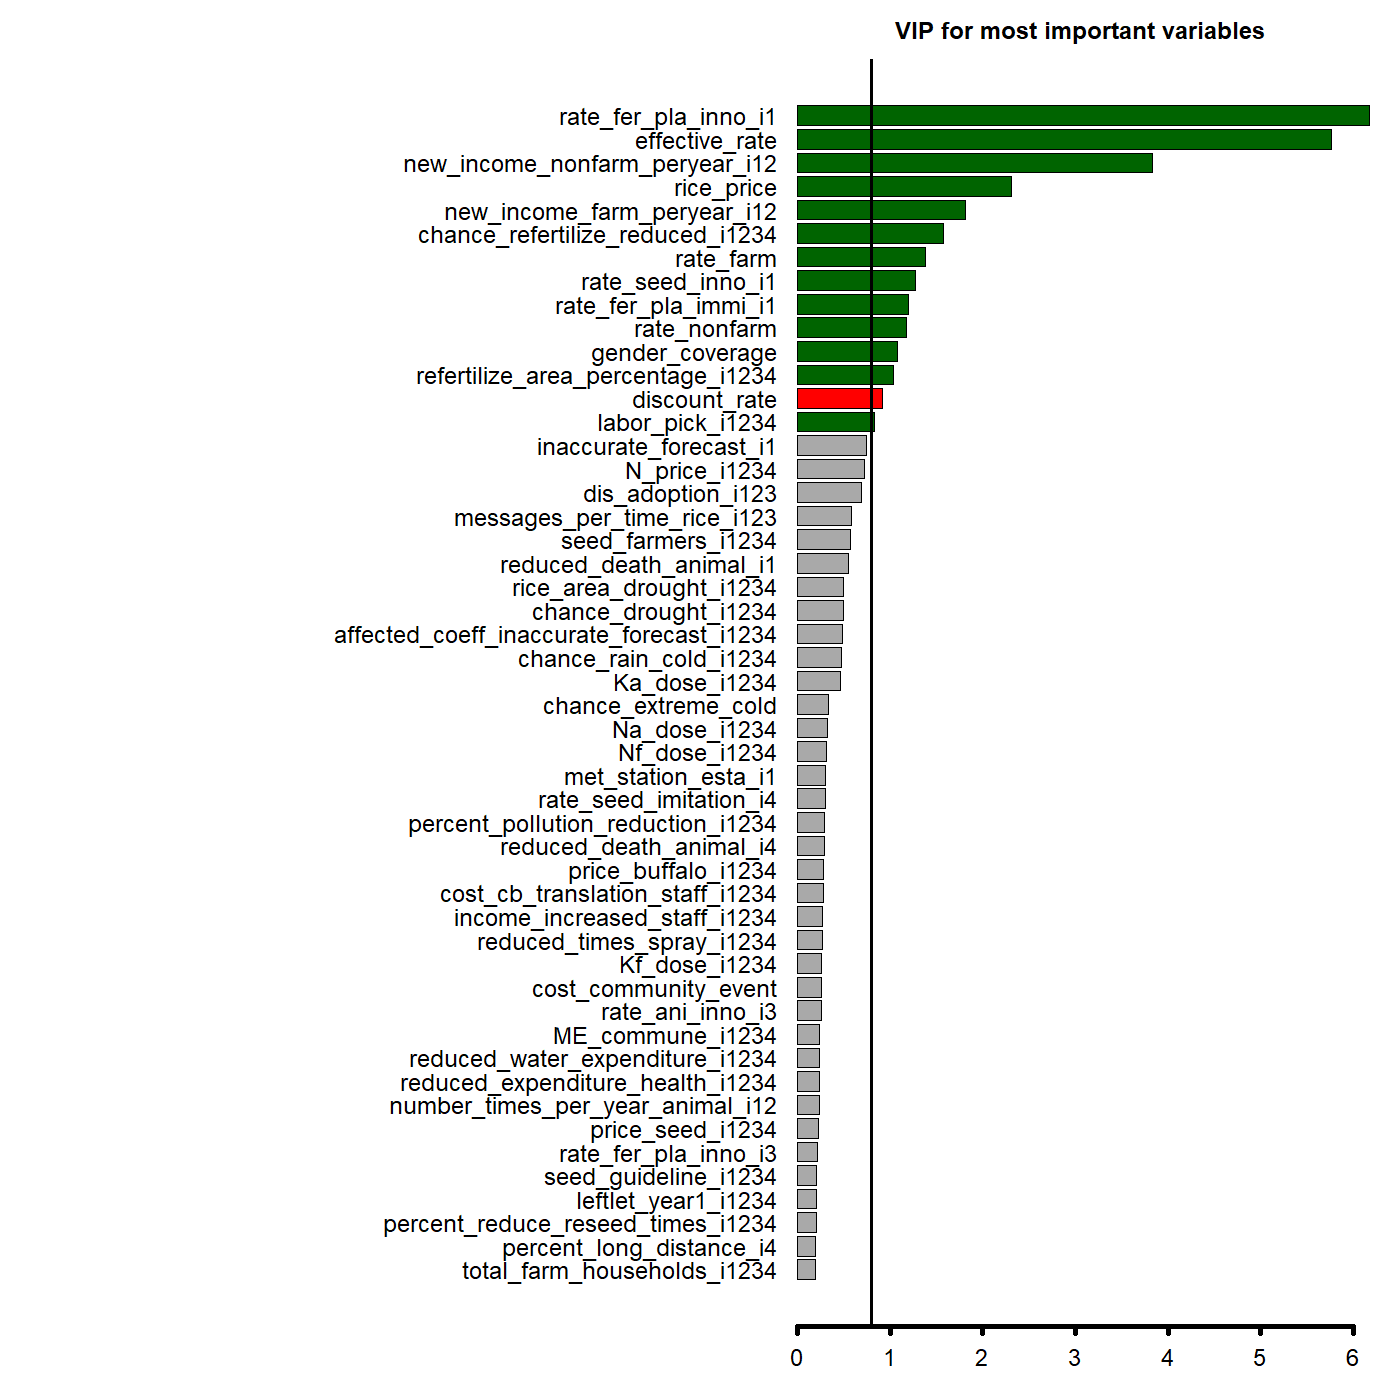 VIP for most important variables
rate_fer_pla_inno_i1
effective_rate
new_income_nonfarm_peryear_i12
rice_price
new_income_farm_peryear_i12
chance_refertilize_reduced_i1234
rate_farm
rate_seed_inno_i1
rate_fer_pla_immi_i1
rate_nonfarm
gender_coverage
refertilize_area_percentage_i1234
discount_rate
labor_pick_i1234
inaccurate_forecast_i1
N_price_i1234
dis_adoption_i123
messages_per_time_rice_i123
seed_farmers_i1234
reduced_death_animal_i1
rice_area_drought_i1234
chance_drought_i1234
affected_coeff_inaccurate_forecast_i1234
chance_rain_cold_i1234
Ka_dose_i1234
chance_extreme_cold
Na_dose_i1234
Nf_dose_i1234
met_station_esta_i1
rate_seed_imitation_i4
percent_pollution_reduction_i1234
reduced_death_animal_i4
price_buffalo_i1234
cost_cb_translation_staff_i1234
income_increased_staff_i1234
reduced_times_spray_i1234
Kf_dose_i1234
cost_community_event
rate_ani_inno_i3
ME_commune_i1234
reduced_water_expenditure_i1234
reduced_expenditure_health_i1234
number_times_per_year_animal_i12
price_seed_i1234
rate_fer_pla_inno_i3
seed_guideline_i1234
leftlet_year1_i1234
percent_reduce_reseed_times_i1234
percent_long_distance_i4
total_farm_households_i1234
0 1 2 3 4 5 6